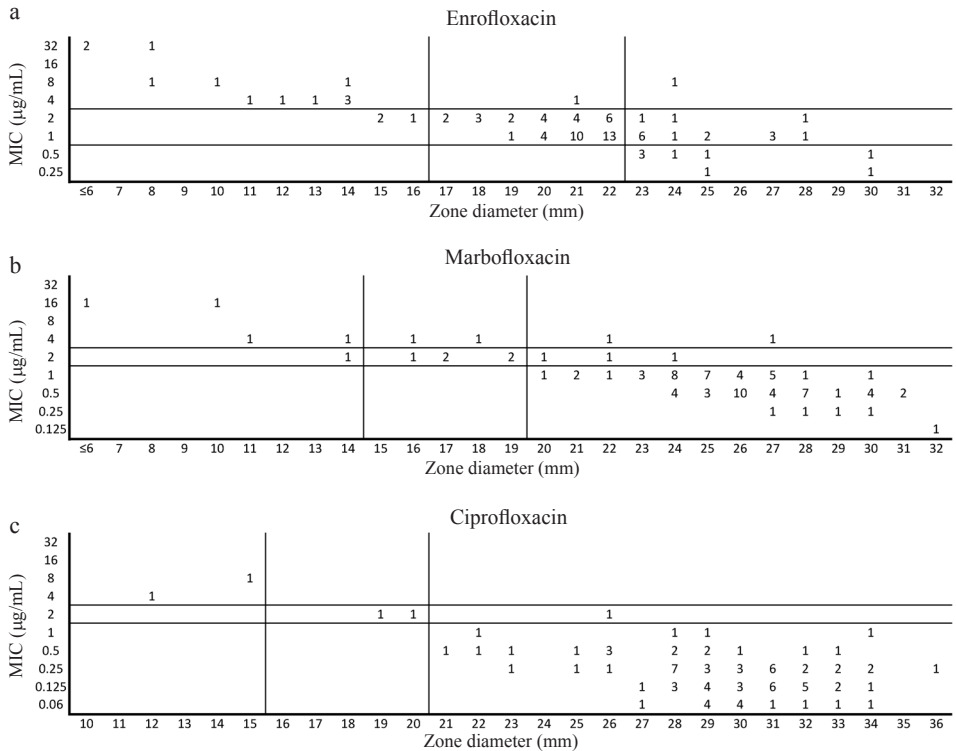 a
Enrofloxacin
MIC (µg/mL)
32 2 1
16
8 1 1 1 1
4 1 1 1 3 1
2 2 1 2 3 2 4 4 6 1 1 1
1 1 4 10 13 6 1 2 3 1
0.5 3 1 1 1
0.25 1 1
≤6 7 8 9 10 11 12 13 14 15 16 17 18 19 20 21 22 23 24 25 26 27 28 29 30 31 32
Zone diameter (mm)
b
Marbofloxacin
MIC (µg/mL)
32
16 1 1
8
4 1 1 1 1 1 1
2 1 1 2 2 1 1 1
1 1 2 1 3 8 7 4 5 1 1
0.5 4 3 10 4 7 1 4 2
0.25 1 1 1 1
0.125 1
≤6 7 8 9 10 11 12 13 14 15 16 17 18 19 20 21 22 23 24 25 26 27 28 29 30 31 32
Zone diameter (mm)
c
Ciprofloxacin
MIC (µg/mL)
32
16
8 1
4 1
2 1 1 1
1 1 1 1 1
0.5 1 1 1 1 3 2 2 1 1 1
0.25 1 1 1 7 3 3 6 2 2 2 1
0.125 1 3 4 3 6 5 2 1
0.06 1 4 4 1 1 1 1
10 11 12 13 14 15 16 17 18 19 20 21 22 23 24 25 26 27 28 29 30 31 32 33 34 35 36
Zone diameter (mm)